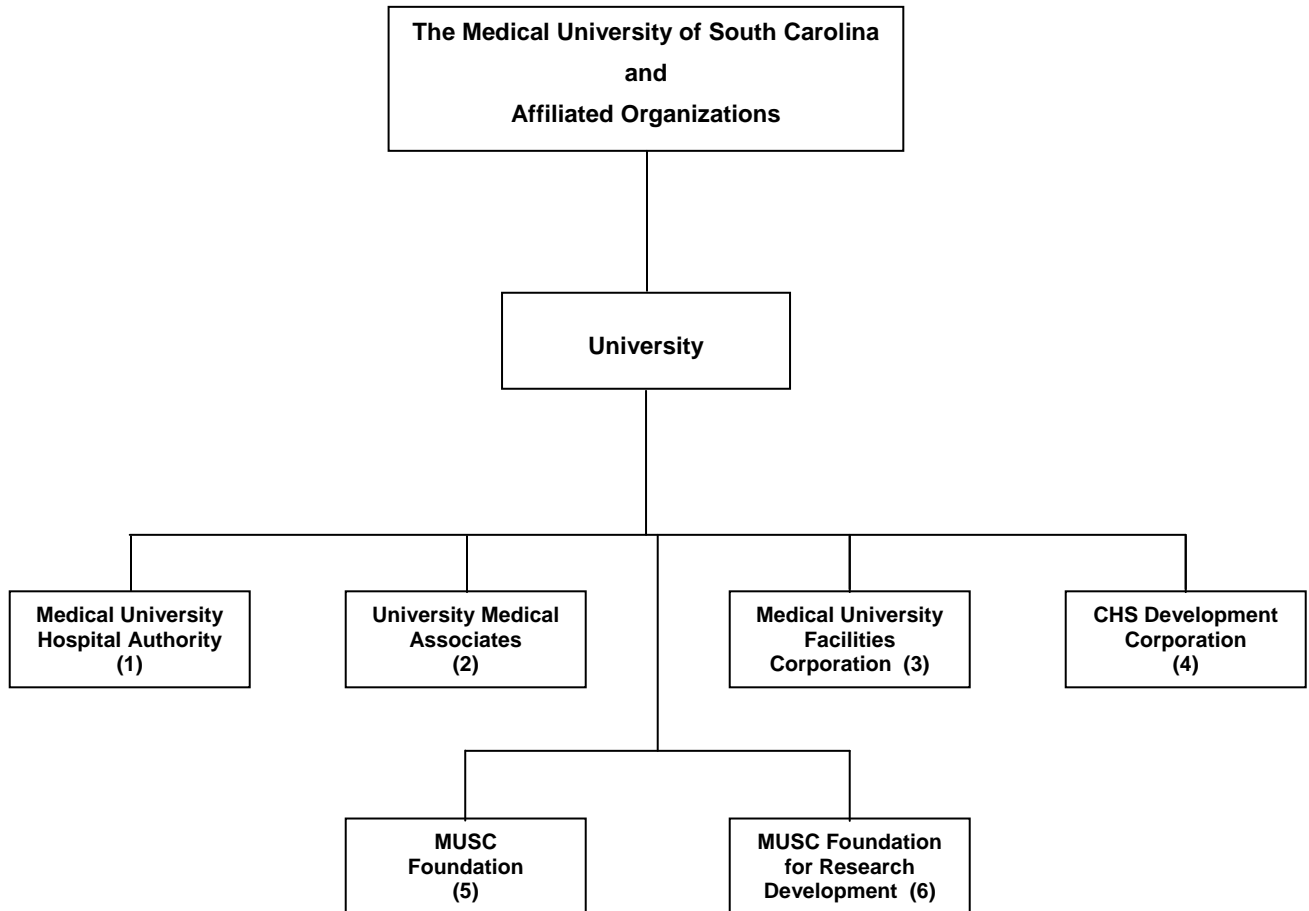 The Medical University of South Carolina
and
Affiliated Organizations
University
Medical University
Hospital Authority
(1)
University Medical
Associates
(2)
Medical University
Facilities
Corporation (3)
CHS Development
Corporation
(4)
MUSC
Foundation
(5)
MUSC Foundation
for Research
Development (6)